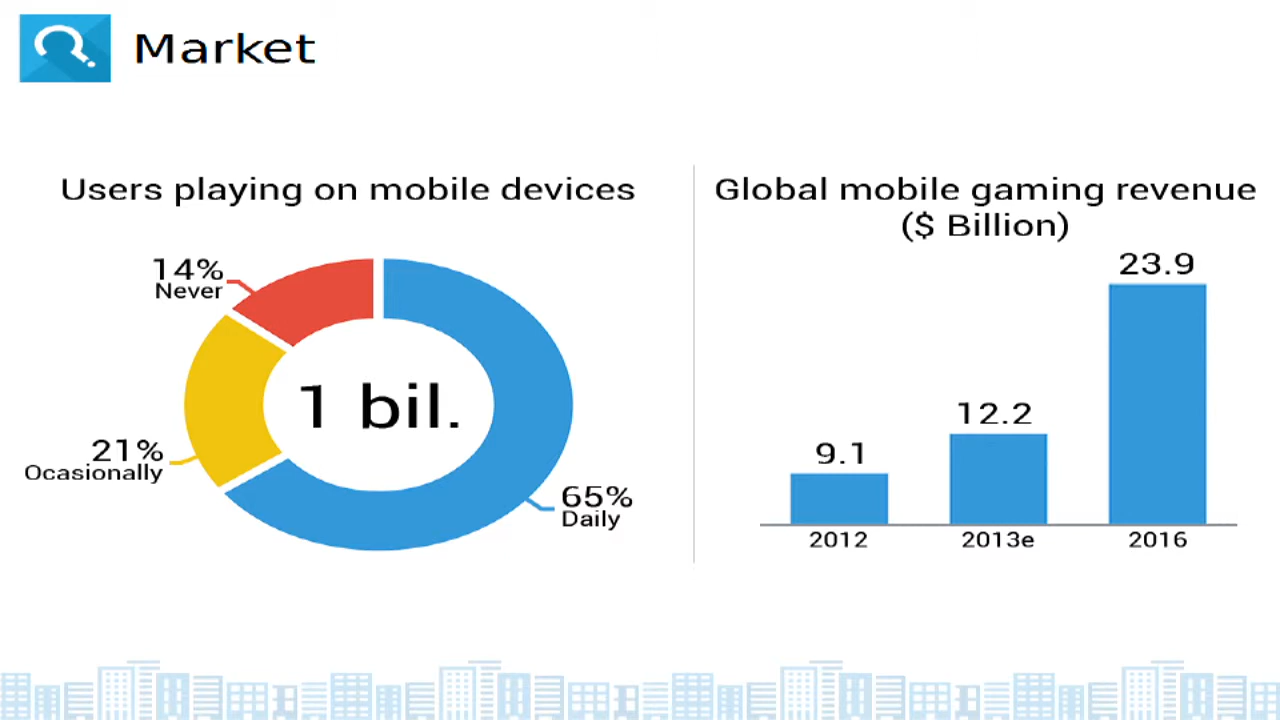 Market
Users playing on mobile devices
14%
Never
1 bil.
21%
Ocasionally
65%
Daily
Global mobile gaming revenue
($ Billion)
23.9
12.2
9.1
2012
2013e
2016